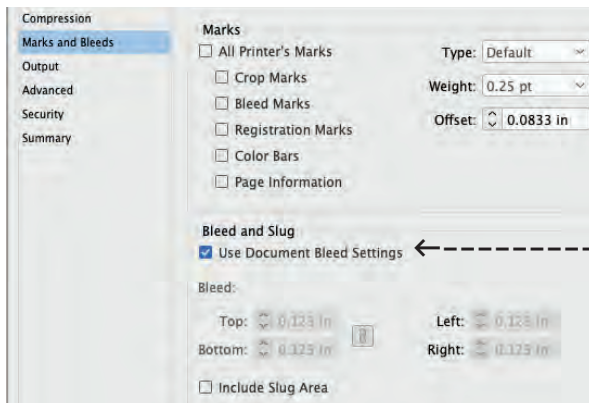 Compression
Marks and Bleeds
Output
Advanced
Security
Summary
Marks
All Printer's Marks
Crop Marks
Bleed Marks
Registration Marks
Color Bars
Page Information
Type: Default
Weight: 0.25 pt
Offset: 0.0833 in
Bleed and Slug
Use Document Bleed Settings
Bleed:
Top: 0.125 in
Left: 0.125 in
Bottom: 0.125 in
Right: 0.125 in
Include Slug Area